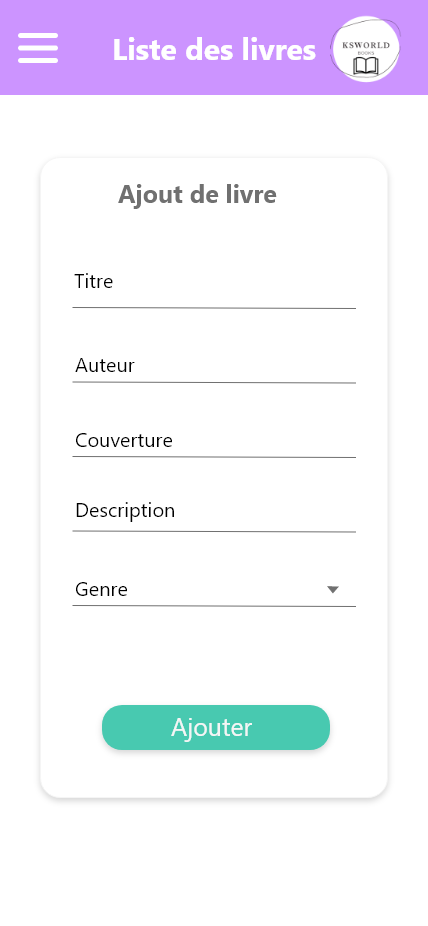 Liste des livres
KSWORLD
BOOKS
Ajout de livre
Titre
Auteur
Couverture
Description
Genre
Ajouter